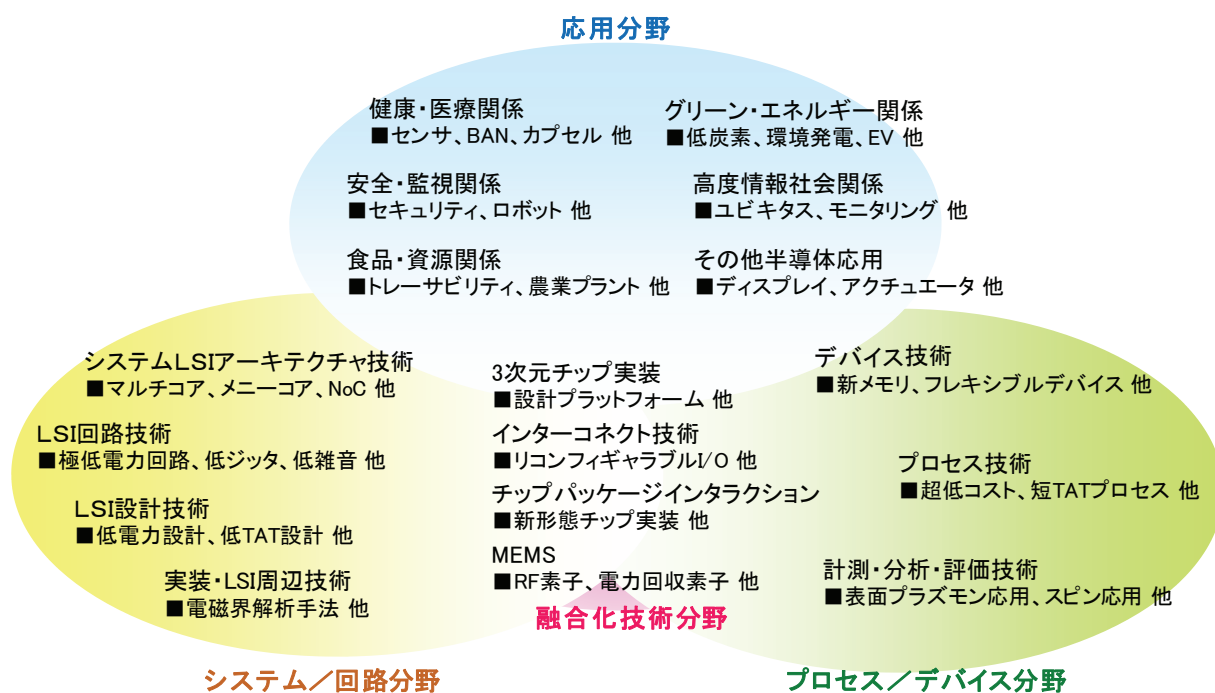 応用分野
健康・医療関係
■センサ、BAN、カプセル 他
グリーン・エネルギー関係
■低炭素、環境発電、EV 他
安全・監視関係
■セキュリティ、ロボット 他
高度情報社会関係
■ユビキタス、モニタリング 他
食品・資源関係
■トレーサビリティ、農業プラント 他
その他半導体応用
■ディスプレイ、アクチュエータ 他
システムLSIアーキテクチャ技術
■マルチコア、メニーコア、NoC 他
LSI回路技術
■極低電力回路、低ジッタ、低雑音 他
LSI設計技術
■低電力設計、低TAT設計 他
実装・LSI周辺技術
■電磁界解析手法 他
3次元チップ実装
■設計プラットフォーム 他
インターコネクト技術
■リコンフィギャラブルI/O 他
チップパッケージインタラクション
■新形態チップ実装 他
MEMS
■RF素子、電力回収素子 他
融合化技術分野
デバイス技術
■新メモリ、フレキシブルデバイス 他
プロセス技術
■超低コスト、短TATプロセス 他
計測・分析・評価技術
■表面プラズモン応用、スピン応用 他
システム／回路分野
プロセス／デバイス分野